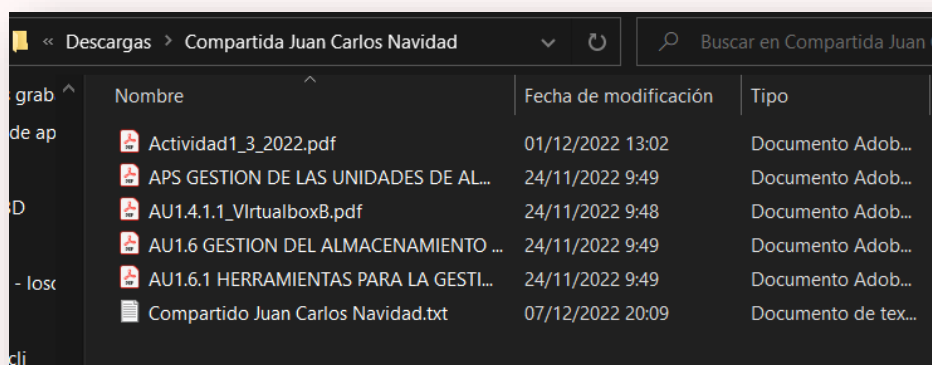 « Descargas > Compartida Juan Carlos Navidad
Buscar en Compartida Juan
grab
Nombre Fecha de modificación Tipo
de ap
Actividad1_3_2022.pdf 01/12/2022 13:02 Documento Adob...
APS GESTION DE LAS UNIDADES DE AL... 24/11/2022 9:49 Documento Adob...
AU1.4.1.1_VIrtualboxB.pdf 24/11/2022 9:48 Documento Adob...
AU1.6 GESTION DEL ALMACENAMIENTO ... 24/11/2022 9:49 Documento Adob...
- losc
AU1.6.1 HERRAMIENTAS PARA LA GESTI... 24/11/2022 9:49 Documento Adob...
Compartido Juan Carlos Navidad.txt 07/12/2022 20:09 Documento de tex...
cli